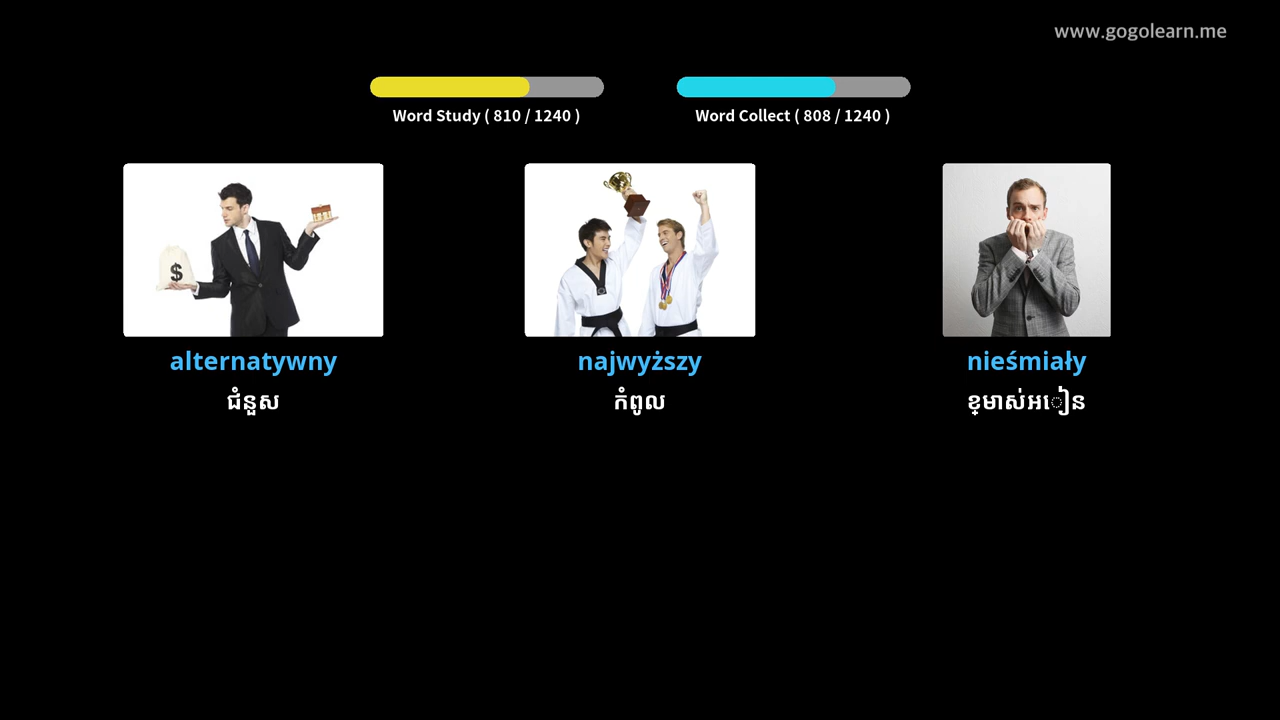 www.gogolearn.me
Word Study ( 810 / 1240 )
Word Collect ( 808 / 1240 )
$
alternatywny
najwyższy
nieśmiały
ជំនួស
កំពូល
ខ្មាស់អៀន